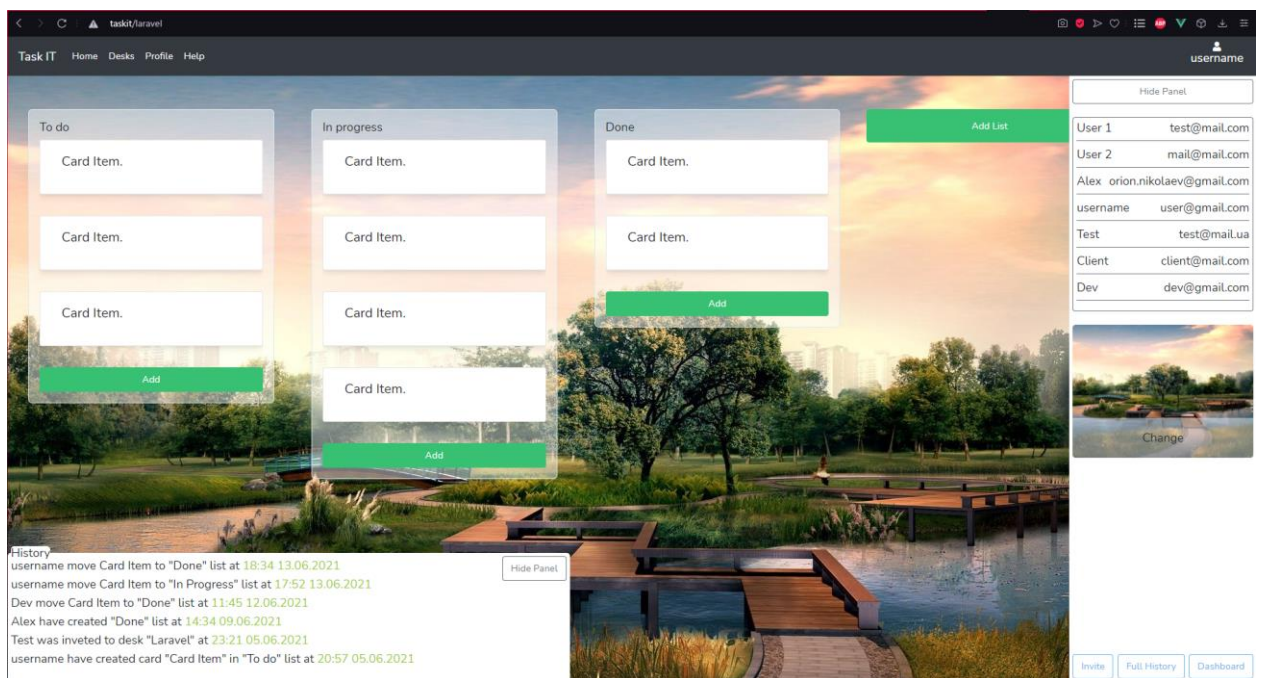 taskit/laravel
ABP
Task IT Home Desks Profile Help
username
To do
Card Item.
Card Item.
Card Item.
Add
In progress
Card Item.
Card Item.
Card Item.
Card Item.
Add
Done
Card Item.
Card Item.
Add
Add List
Hide Panel
User 1 test@mail.com
User 2 mail@mail.com
Alex orion.nikolaev@gmail.com
username user@gmail.com
Test test@mail.ua
Client client@mail.com
Dev dev@gmail.com
Change
History
Hide Panel
username move Card Item to "Done" list at 18:34 13.06.2021
username move Card Item to "In Progress" list at 17:52 13.06.2021
Dev move Card Item to "Done" list at 11:45 12.06.2021
Alex have created "Done" list at 14:34 09.06.2021
Test was inveted to desk "Laravel" at 23:21 05.06.2021
username have created card "Card Item" in "To do" list at 20:57 05.06.2021
Invite Full History Dashboard